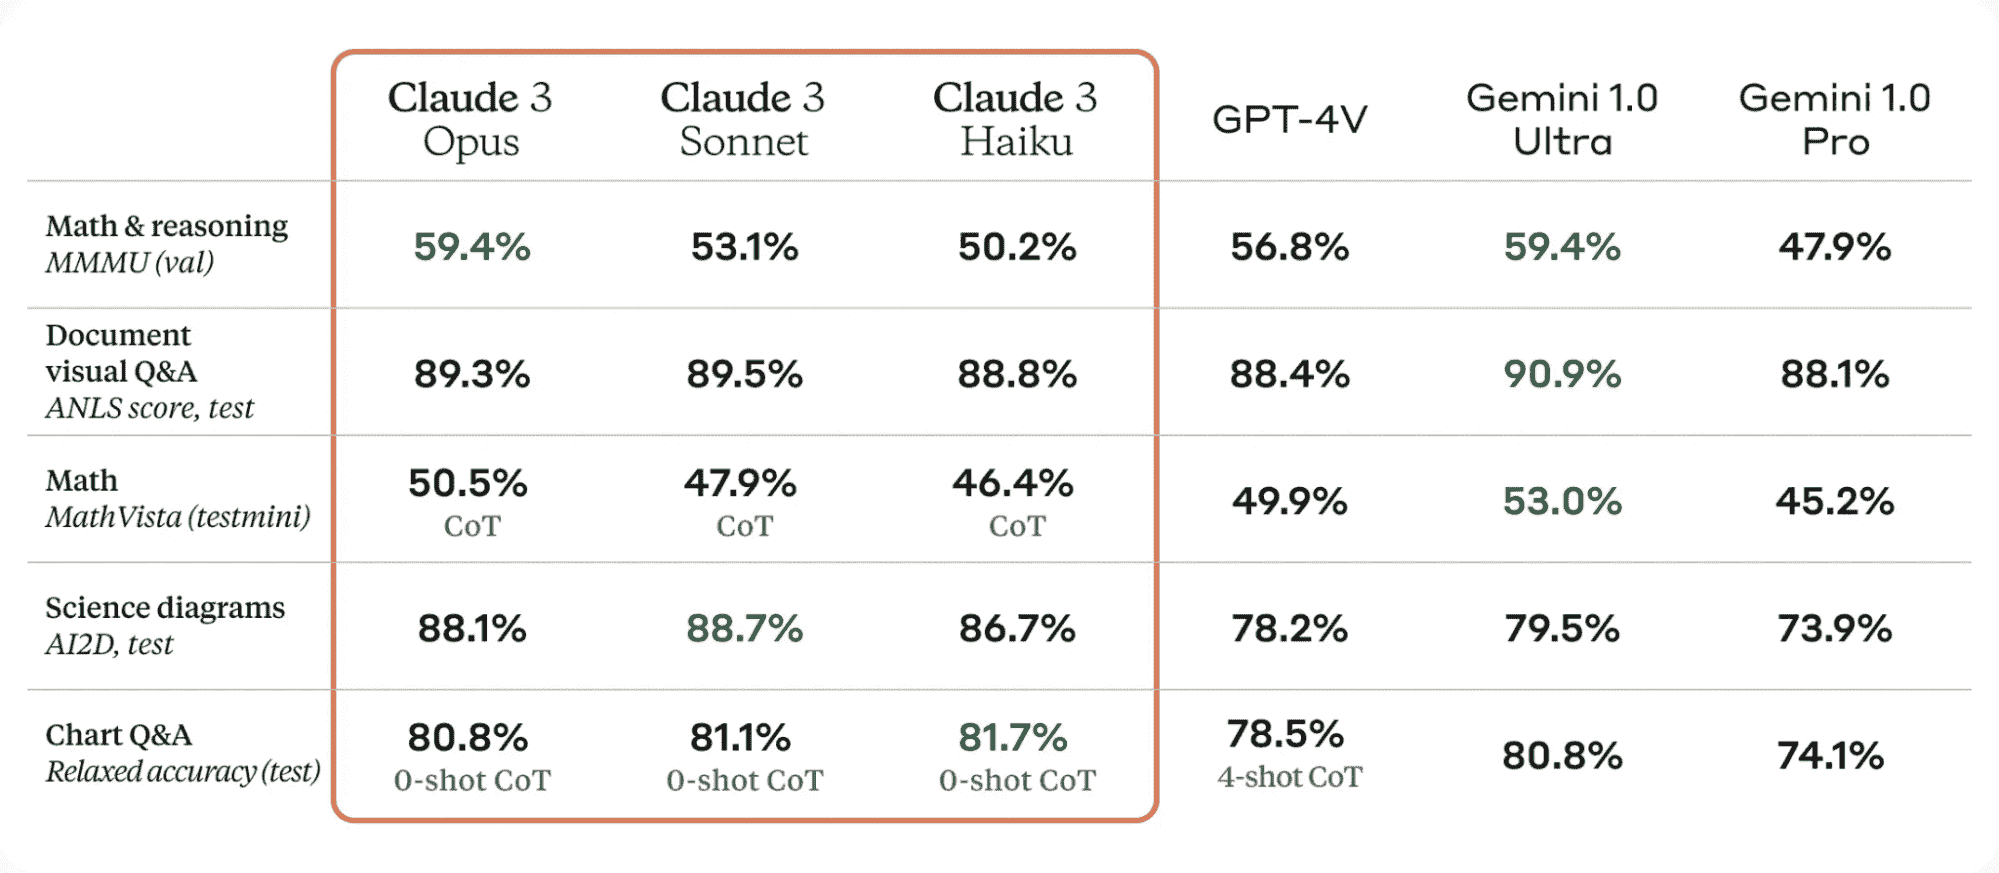 Claude 3 Opus
Claude 3 Sonnet
Claude 3 Haiku
GPT-4V
Gemini 1.0 Ultra
Gemini 1.0 Pro
Math & reasoning
MMMU (val)
59.4% 53.1% 50.2% 56.8% 59.4% 47.9%
Document
visual Q&A
ANLS score, test
89.3% 89.5% 88.8% 88.4% 90.9% 88.1%
Math
MathVista (testmini)
50.5% CoT
47.9% CoT
46.4% CoT
49.9%
53.0%
45.2%
Science diagrams
AI2D, test
88.1% 88.7% 86.7% 78.2% 79.5% 73.9%
Chart Q&A
Relaxed accuracy (test)
80.8% 0-shot CoT
81.1% 0-shot CoT
81.7% 0-shot CoT
78.5% 4-shot CoT
80.8%
74.1%